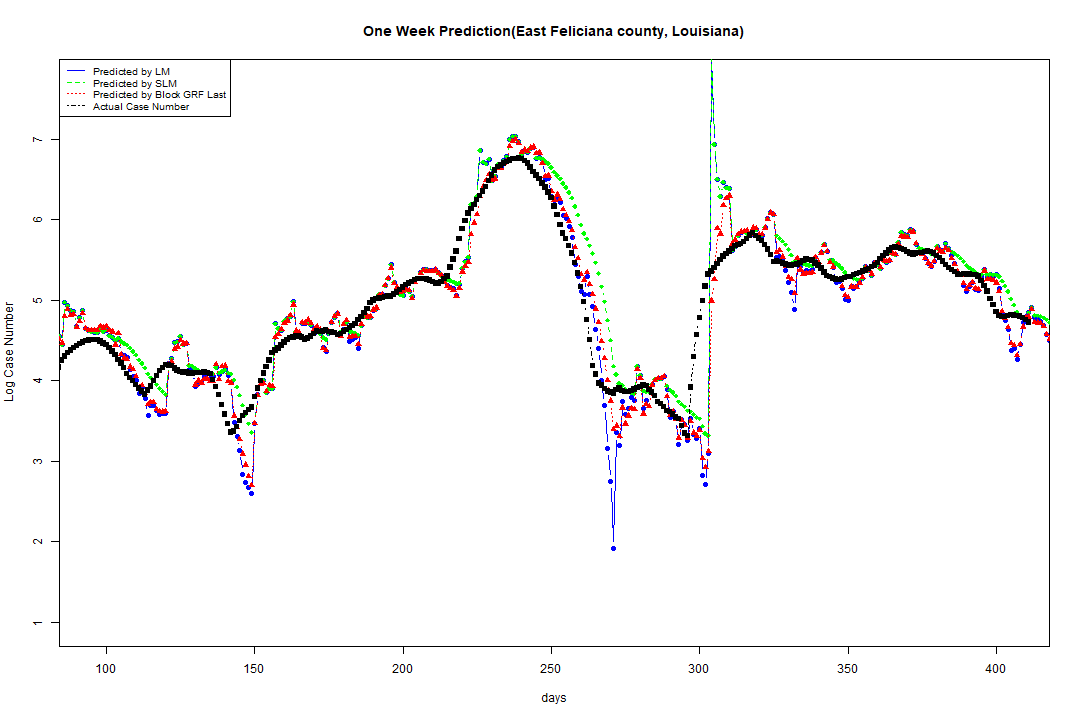 One Week Prediction(East Feliciana county, Louisiana)
Predicted by LM
Predicted by SLM
Predicted by Block GRF Last
Actual Case Number
Log Case Number
7
6
5
4
3
2
1
100 150 200 250 300 350 400
days